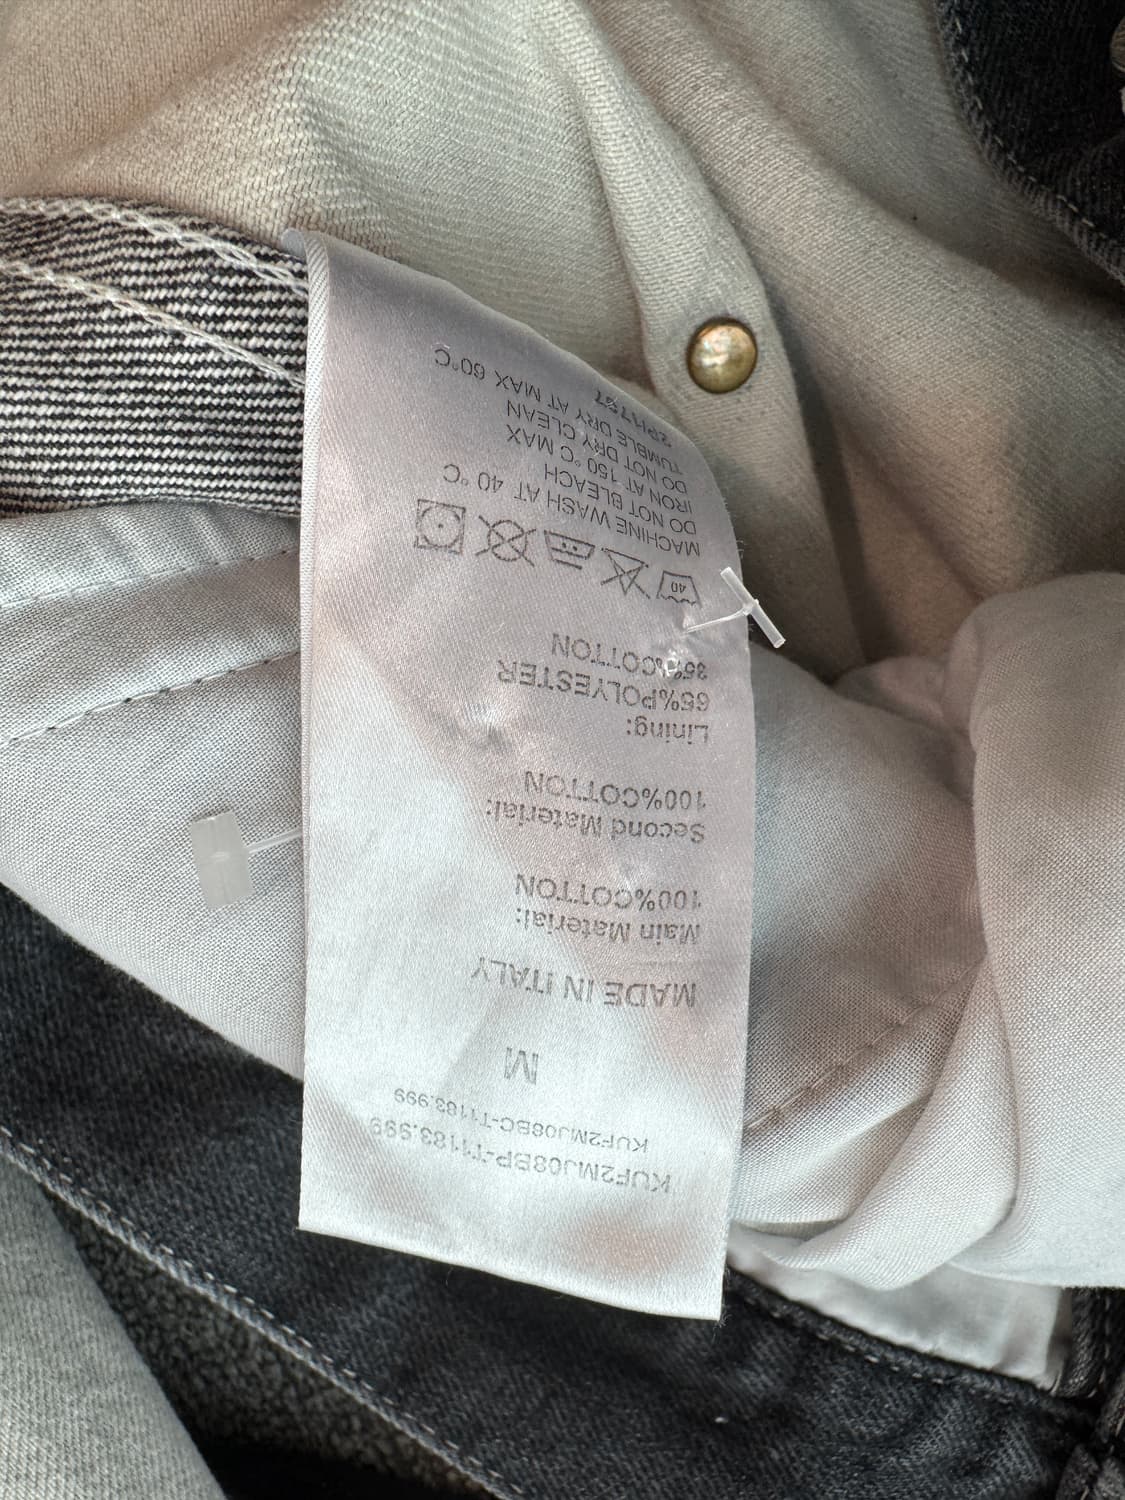 KUF2MJ08BP-T1183.999
KUF2MJ08BC-T1183.999
M
MADE IN ITALY
Main Material:
100%COTTON
Second Material:
100%COTTON
Lining:
65%POLYESTER
35%COTTON
40
MACHINE WASH AT 40 °C
DO NOT BLEACH
IRON AT 150 °C MAX
DO NOT DRY CLEAN
TUMBLE DRY AT MAX 60°C